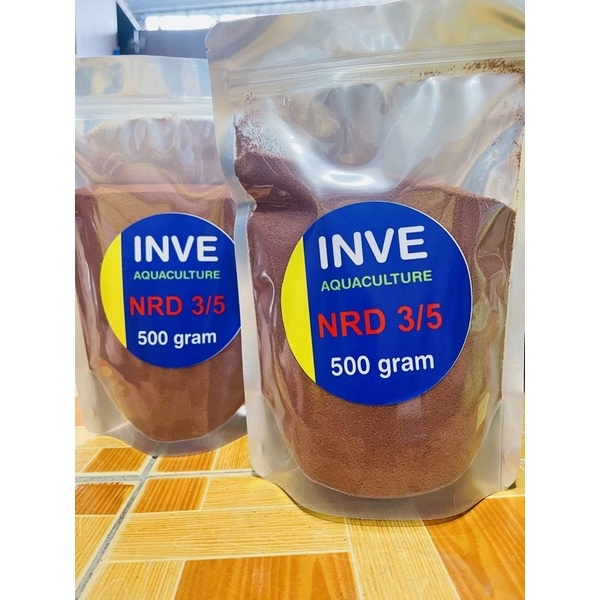 INVE
AQUACULTURE
NRD 3/5
500 gram
INVE
AQUACULTURE
NRD 3/5
500 gram